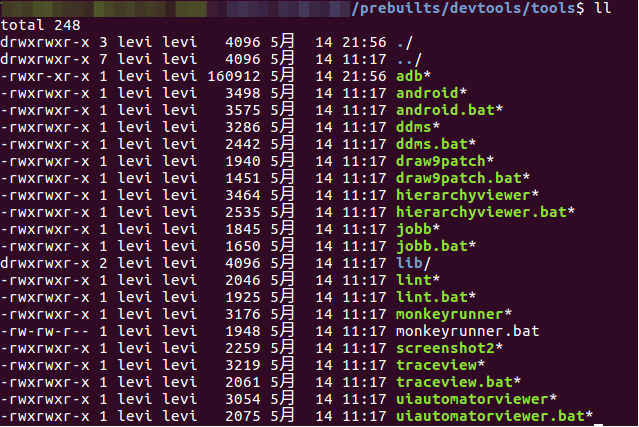 /prebuilts/devtools/tools$ ll
total 248
drwxrwxr-x 3 levi levi   4096 5月  14 21:56 ./
drwxrwxr-x 7 levi levi   4096 5月  14 11:17 ../
-rwxr-xr-x 1 levi levi 160912 5月  14 21:56 adb*
-rwxrwxr-x 1 levi levi   3498 5月  14 11:17 android*
-rwxrwxr-x 1 levi levi   3575 5月  14 11:17 android.bat*
-rwxrwxr-x 1 levi levi   3286 5月  14 11:17 ddms*
-rwxrwxr-x 1 levi levi   2442 5月  14 11:17 ddms.bat*
-rwxrwxr-x 1 levi levi   1940 5月  14 11:17 draw9patch*
-rwxrwxr-x 1 levi levi   1451 5月  14 11:17 draw9patch.bat*
-rwxrwxr-x 1 levi levi   3464 5月  14 11:17 hierarchyviewer*
-rwxrwxr-x 1 levi levi   2535 5月  14 11:17 hierarchyviewer.bat*
-rwxrwxr-x 1 levi levi   1845 5月  14 11:17 jobb*
-rwxrwxr-x 1 levi levi   1650 5月  14 11:17 jobb.bat*
drwxrwxr-x 2 levi levi   4096 5月  14 11:17 lib/
-rwxrwxr-x 1 levi levi   2046 5月  14 11:17 lint*
-rwxrwxr-x 1 levi levi   1925 5月  14 11:17 lint.bat*
-rwxrwxr-x 1 levi levi   3176 5月  14 11:17 monkeyrunner*
-rw-rw-r-- 1 levi levi   1948 5月  14 11:17 monkeyrunner.bat
-rwxrwxr-x 1 levi levi   2259 5月  14 11:17 screenshot2*
-rwxrwxr-x 1 levi levi   3219 5月  14 11:17 traceview*
-rwxrwxr-x 1 levi levi   2061 5月  14 11:17 traceview.bat*
-rwxrwxr-x 1 levi levi   3054 5月  14 11:17 uiautomatorviewer*
-rwxrwxr-x 1 levi levi   2075 5月  14 11:17 uiautomatorviewer.bat*